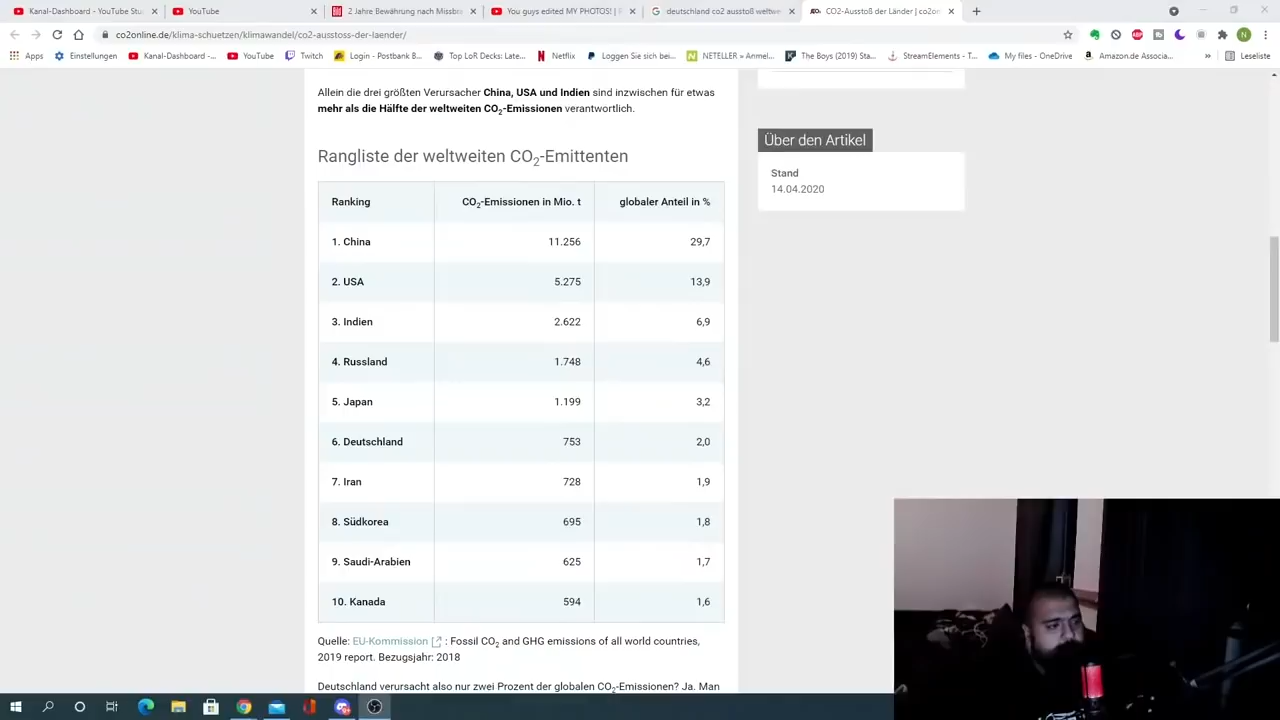 Kanal-Dashboard - YouTube Stu
YouTube
2 Jahre Bewährung nach Missbra
You guys edited MY PHOTOS! | R
deutschland co2 ausstoß weltwe
CO2-Ausstoß der Länder | co2on
co2online.de/klima-schuetzen/klimawandel/co2-ausstoss-der-laender/
N
Apps
Einstellungen
Kanal-Dashboard -...
YouTube
Twitch
Login - Postbank B...
Top LoR Decks: Late...
Netflix
Loggen Sie sich bei...
NETELLER » Anmel...
The Boys (2019) Sta...
StreamElements - T...
My files - OneDrive
Amazon.de Associa...
»
Leseliste
Allein die drei größten Verursacher China, USA und Indien sind inzwischen für etwas
mehr als die Hälfte der weltweiten CO2-Emissionen verantwortlich.
Über den Artikel
Stand
14.04.2020
Rangliste der weltweiten CO2-Emittenten
Ranking CO2-Emissionen in Mio. t globaler Anteil in %
1. China 11.256 29,7
2. USA 5.275 13,9
3. Indien 2.622 6,9
4. Russland 1.748 4,6
5. Japan 1.199 3,2
6. Deutschland 753 2,0
7. Iran 728 1,9
8. Südkorea 695 1,8
9. Saudi-Arabien 625 1,7
10. Kanada 594 1,6
Quelle: EU-Kommission : Fossil CO2 and GHG emissions of all world countries,
2019 report. Bezugsjahr: 2018
Deutschland verursacht also nur zwei Prozent der globalen CO2-Emissionen? Ja. Man